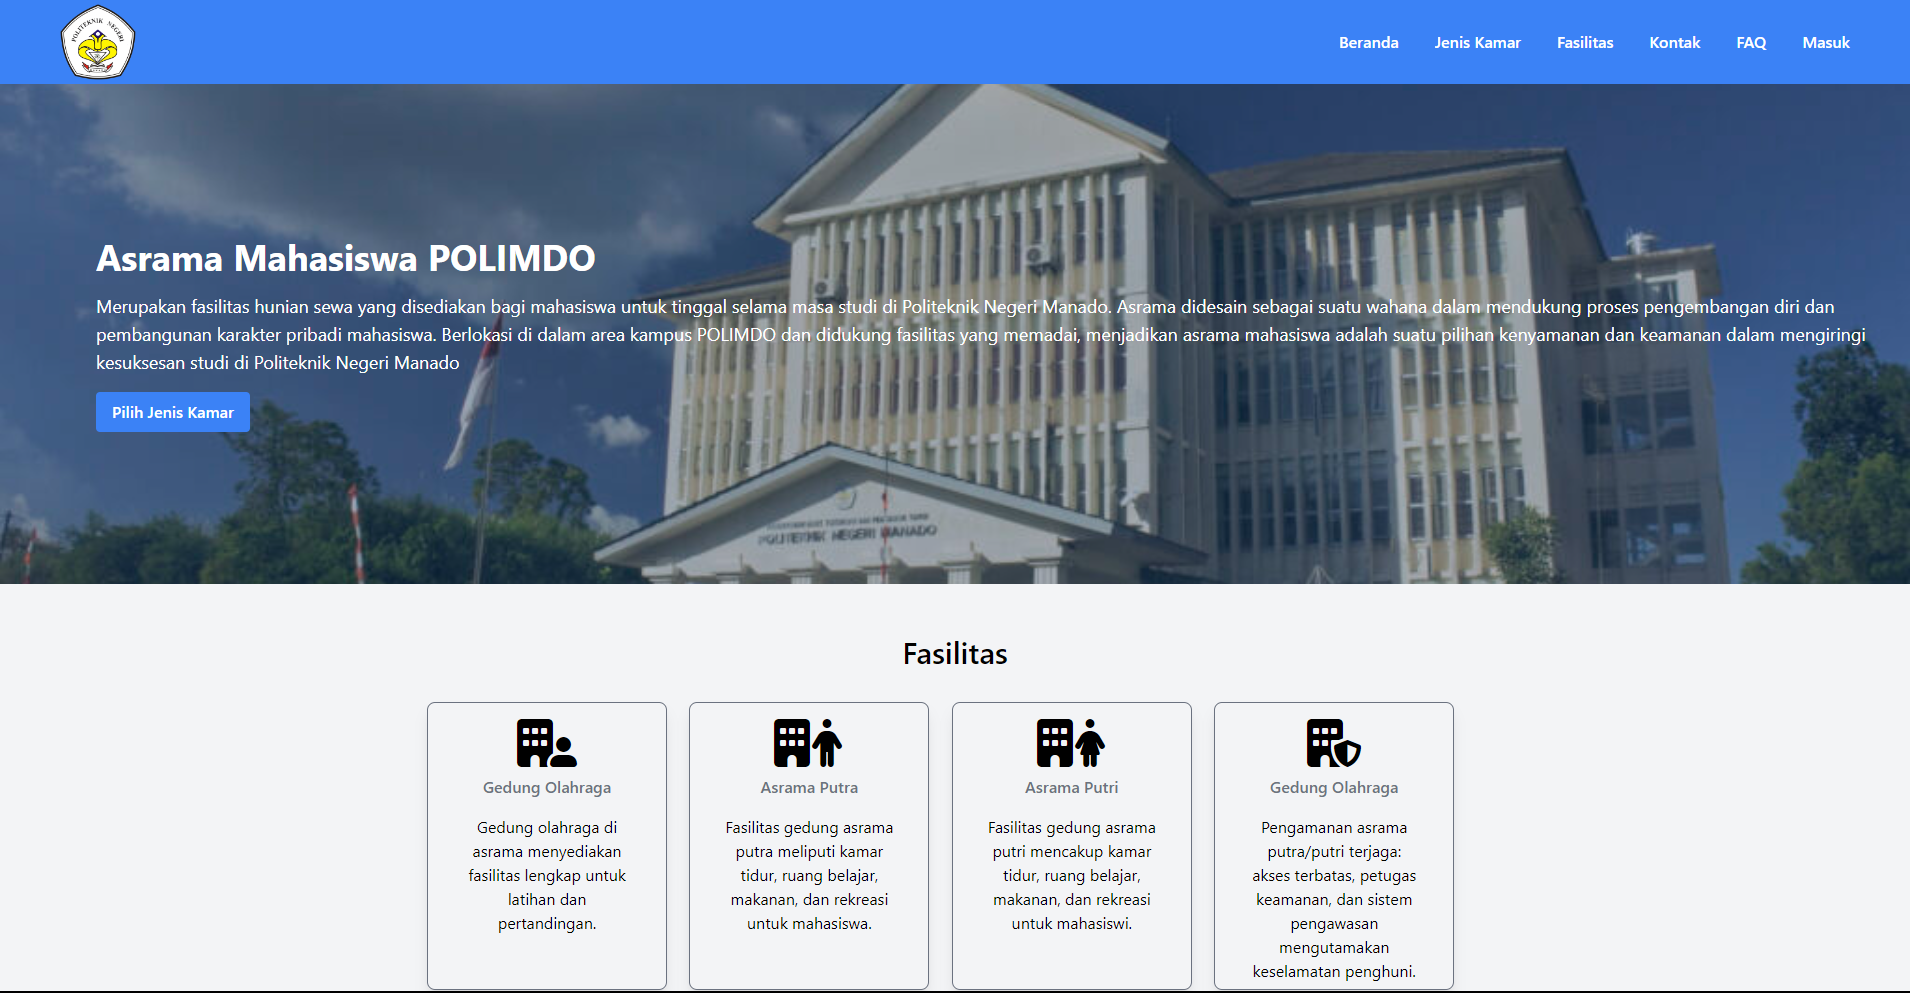 POLITEKNIK NEGERI
Beranda
Jenis Kamar
Fasilitas
Kontak
FAQ
Masuk
Asrama Mahasiswa POLIMDO
Merupakan fasilitas hunian sewa yang disediakan bagi mahasiswa untuk tinggal selama masa studi di Politeknik Negeri Manado. Asrama didesain sebagai suatu wahana dalam mendukung proses pengembangan diri dan
pembangunan karakter pribadi mahasiswa. Berlokasi di dalam area kampus POLIMDO dan didukung fasilitas yang memadai, menjadikan asrama mahasiswa adalah suatu pilihan kenyamanan dan keamanan dalam mengiringi
kesuksesan studi di Politeknik Negeri Manado
Pilih Jenis Kamar
POLITEKNIK NEGERI MANADO
Fasilitas
Gedung Olahraga
Gedung olahraga di
asrama menyediakan
fasilitas lengkap untuk
latihan dan
pertandingan.
Asrama Putra
Fasilitas gedung asrama
putra meliputi kamar
tidur, ruang belajar,
makanan, dan rekreasi
untuk mahasiswa.
Asrama Putri
Fasilitas gedung asrama
putri mencakup kamar
tidur, ruang belajar,
makanan, dan rekreasi
untuk mahasiswi.
Gedung Olahraga
Pengamanan asrama
putra/putri terjaga:
akses terbatas, petugas
keamanan, dan sistem
pengawasan
mengutamakan
keselamatan penghuni.